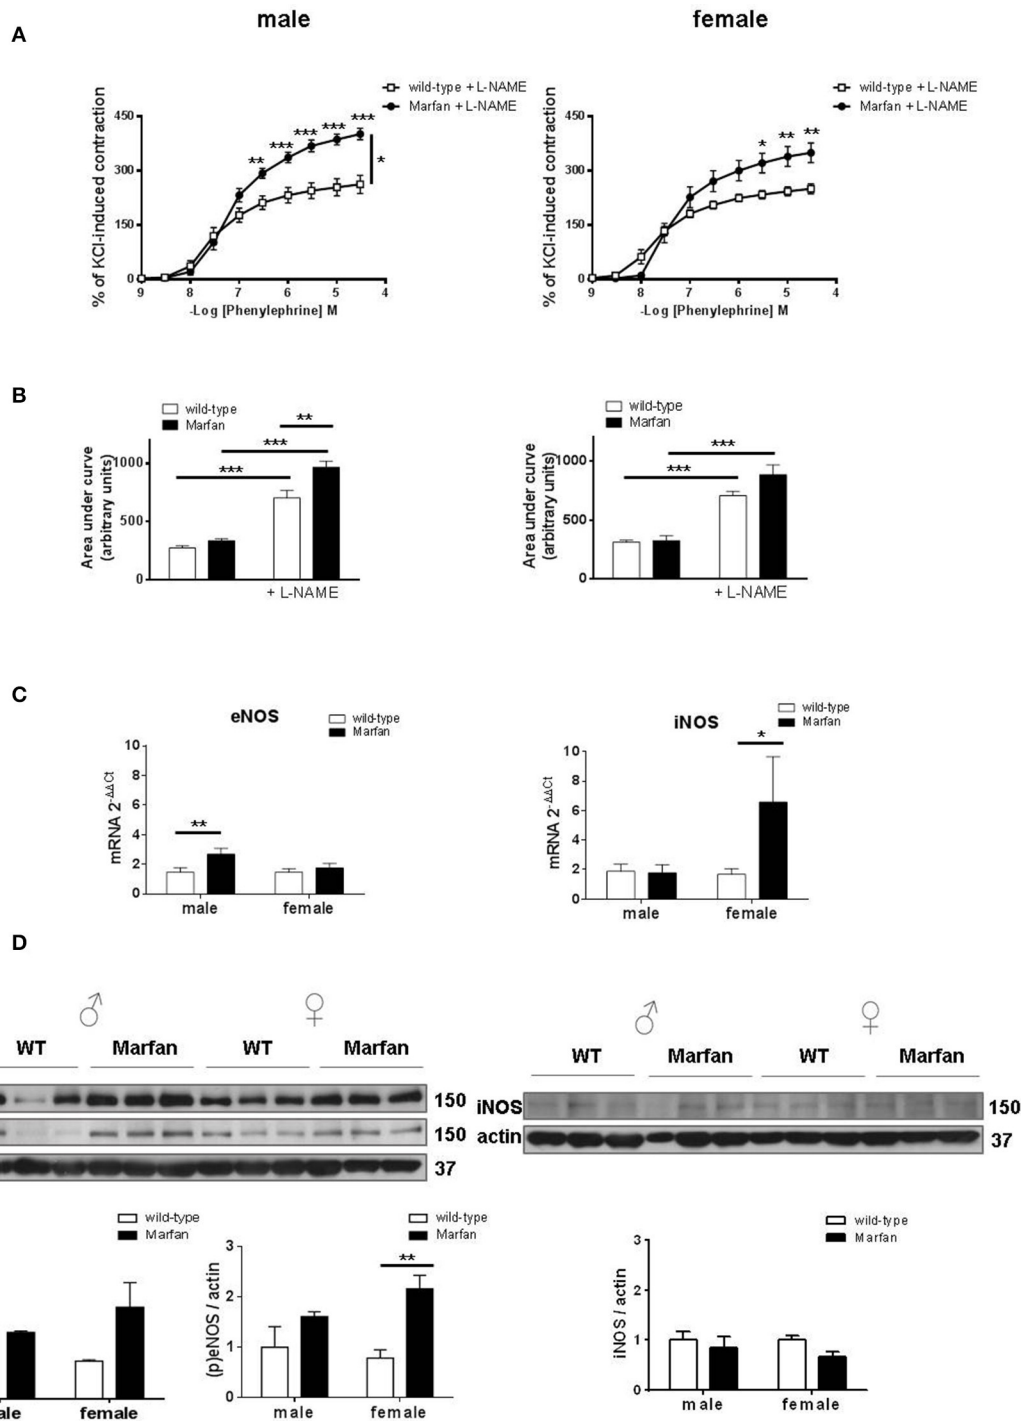 male
female
A
wild-type + L-NAME
Marfan + L-NAME
% of KCl-induced contraction
450
300
150
0
** *** *** *** ***
*
9 8 7 6 5 4
-Log [Phenylephrine] M
wild-type + L-NAME
Marfan + L-NAME
% of KCl-induced contraction
450
300
150
0
* ** **
9 8 7 6 5 4
-Log [Phenylephrine] M
B
wild-type
Marfan
Area under curve
(arbitrary units)
1000
500
0
**
***
***
+ L-NAME
wild-type
Marfan
Area under curve
(arbitrary units)
1000
500
0
***
***
+ L-NAME
C
eNOS
wild-type
Marfan
mRNA 2-ΔΔCt
10
8
6
4
2
0
**
male female
iNOS
wild-type
Marfan
mRNA 2-ΔΔCt
10
8
6
4
2
0
*
male female
D
♂ ♀
WT Marfan WT Marfan
150
150
37
♂ ♀
WT Marfan WT Marfan
iNOS 150
actin 37
wild-type
Marfan
ale female
wild-type
Marfan
(p)eNOS / actin
3
2
1
0
**
male female
wild-type
Marfan
iNOS / actin
3
2
1
0
male female